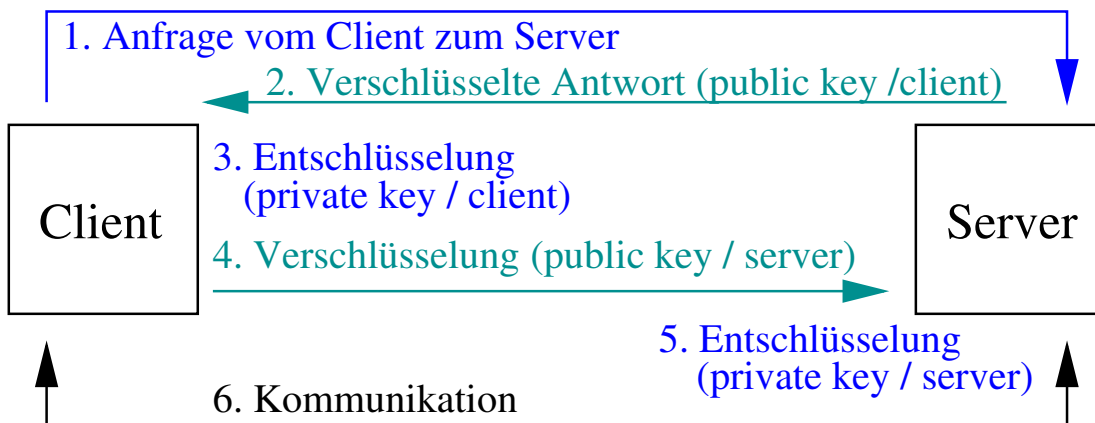 1. Anfrage vom Client zum Server
2. Verschlüsselte Antwort (public key /client)
3. Entschlüsselung
(private key / client)
Client
Server
4. Verschlüsselung (public key / server)
5. Entschlüsselung
(private key / server)
6. Kommunikation